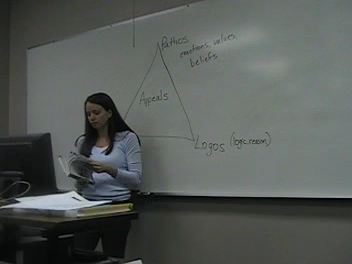 Pathos
emotions, values,
beliefs
Appeals
Logos (logic, reason)